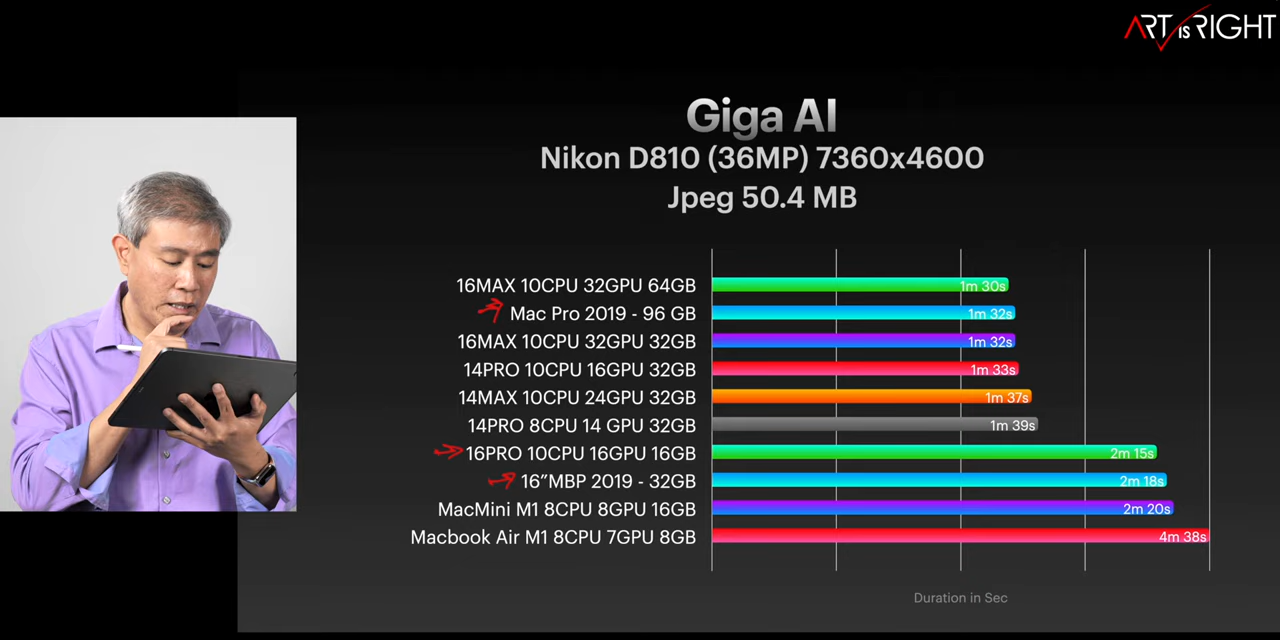 ART IS RIGHT
Giga AI
Nikon D810 (36MP) 7360x4600
Jpeg 50.4 MB
16MAX 10CPU 32GPU 64GB 1m 30s
Mac Pro 2019 - 96 GB 1m 32s
16MAX 10CPU 32GPU 32GB 1m 32s
14PRO 10CPU 16GPU 32GB 1m 33s
14MAX 10CPU 24GPU 32GB 1m 37s
14PRO 8CPU 14 GPU 32GB 1m 39s
16PRO 10CPU 16GPU 16GB 2m 15s
16”MBP 2019 - 32GB 2m 18s
MacMini M1 8CPU 8GPU 16GB 2m 20s
Macbook Air M1 8CPU 7GPU 8GB 4m 38s
Duration in Sec